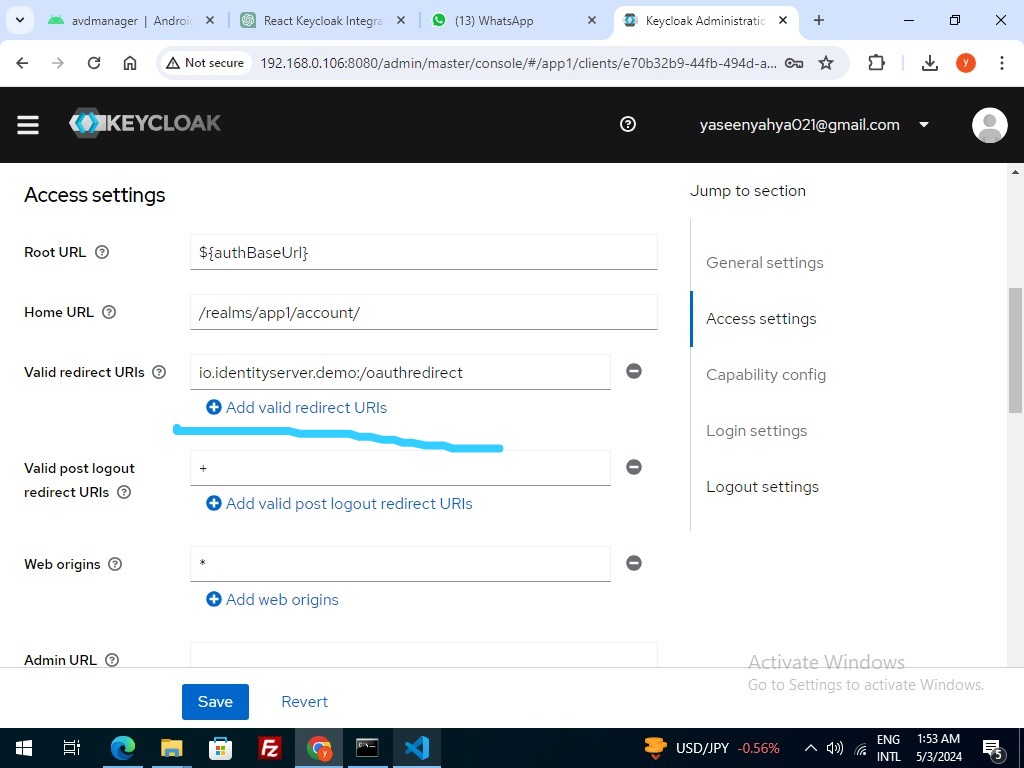 avdmanager | Androi
React Keycloak Integra
(13) WhatsApp
Keycloak Administratio
Not secure
192.168.0.106:8080/admin/master/console/#/app1/clients/e70b32b9-44fb-494d-a...
y
KEYCLOAK
yaseenyahya021@gmail.com
Access settings
Jump to section
Root URL
${authBaseUrl}
General settings
Home URL
/realms/app1/account/
Access settings
Valid redirect URIs
io.identityserver.demo:/oauthredirect
Capability config
Add valid redirect URIs
Login settings
Valid post logout
redirect URIs
+
Logout settings
Add valid post logout redirect URIs
Web origins
*
Add web origins
Admin URL
Activate Windows
Go to Settings to activate Windows.
Save
Revert
USD/JPY
-0.56%
ENG
INTL
1:53 AM
5/3/2024
5